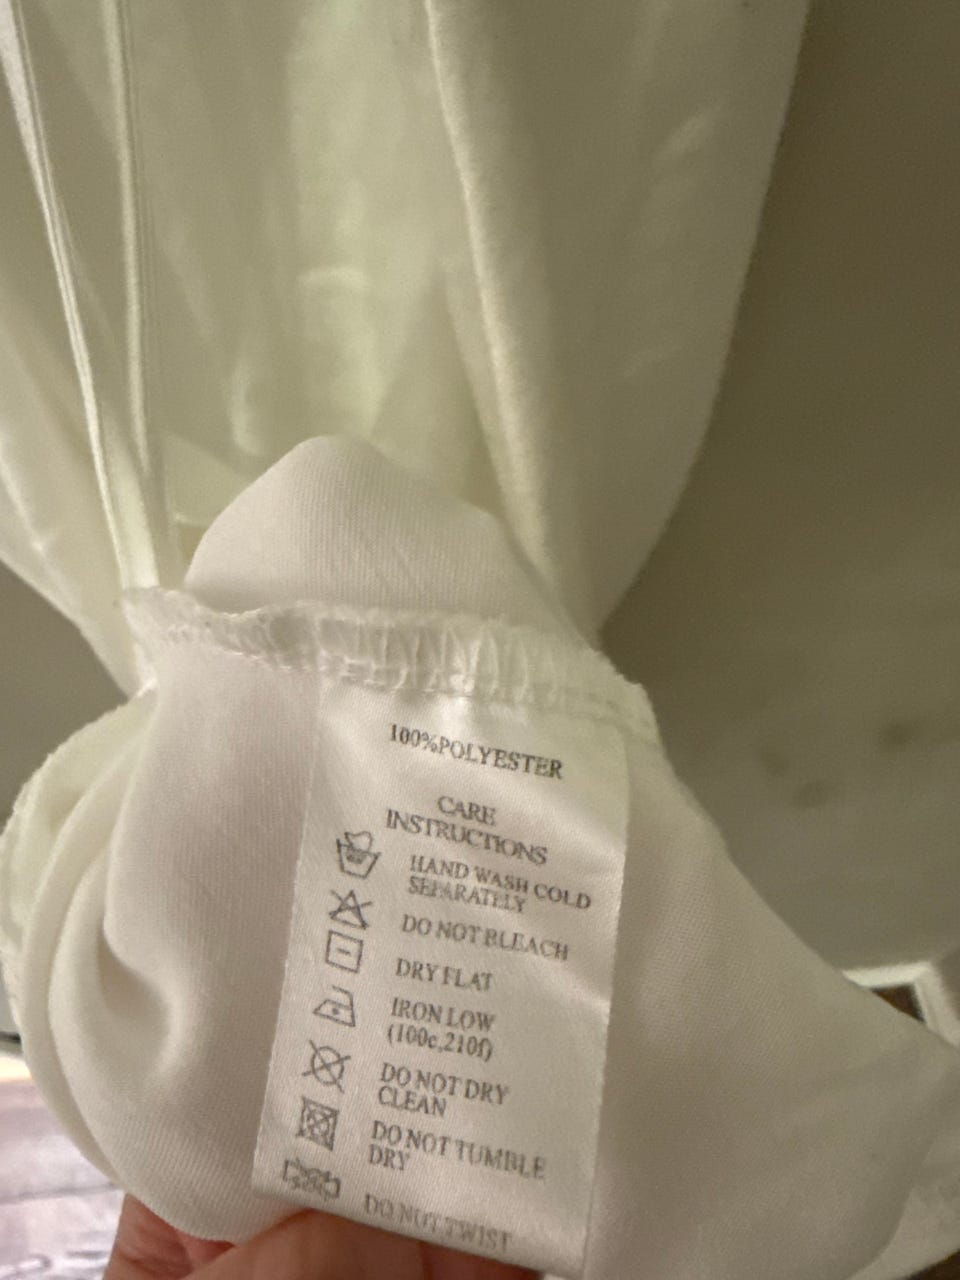 100%POLYESTER
CARE
INSTRUCTIONS
HAND WASH COLD
SEPARATELY
DO NOT BLEACH
DRY FLAT
IRON LOW
(100c,210f)
DO NOT DRY
CLEAN
DO NOT TUMBLE
DRY
DO NOT TWIST